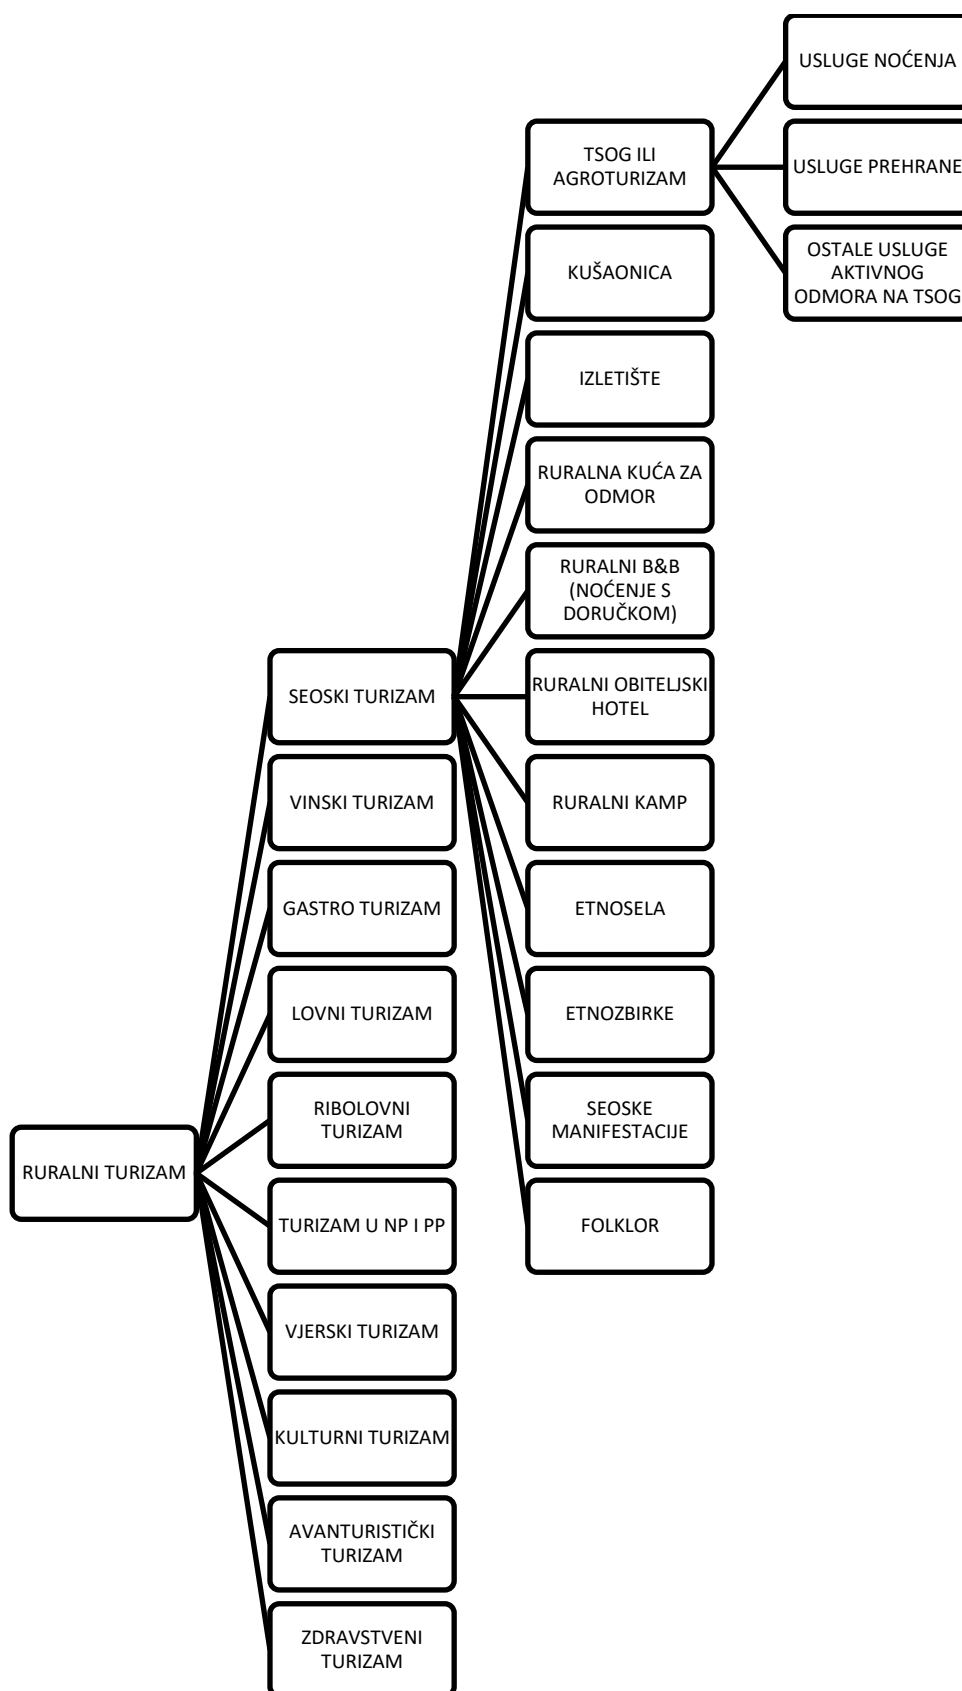 USLUGE NOĆENJA
TSOG ILI
AGROTURIZAM
USLUGE PREHRANE
KUŠAONICA
OSTALE USLUGE
AKTIVNOG
ODMORA NA TSOG
IZLETIŠTE
RURALNA KUĆA ZA
ODMOR
RURALNI B&B
(NOĆENJE S
DORUČKOM)
SEOSKI TURIZAM
RURALNI OBITELJSKI
HOTEL
VINSKI TURIZAM
RURALNI KAMP
GASTRO TURIZAM
ETNOSELA
LOVNI TURIZAM
ETNOZBIRKE
RIBOLOVNI
TURIZAM
SEOSKE
MANIFESTACIJE
RURALNI TURIZAM
TURIZAM U NP I PP
FOLKLOR
VJERSKI TURIZAM
KULTURNI TURIZAM
AVANTURISTIČKI
TURIZAM
ZDRAVSTVENI
TURIZAM